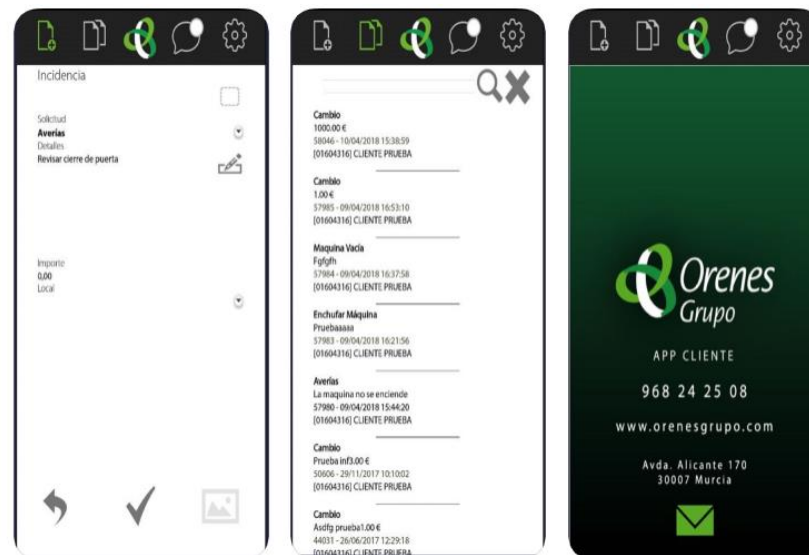 Incidencia
Solicitud
Averías
Detalles
Revisar cierre de puerta
Importe
0,00
Local
Cambio
1000.00 €
58046 - 10/04/2018 15:38:59
[01604316] CLIENTE PRUEBA
Cambio
1.00 €
57985 - 09/04/2018 16:53:10
[01604316] CLIENTE PRUEBA
Maquina Vacía
Fgfgfh
57984 - 09/04/2018 16:37:58
[01604316] CLIENTE PRUEBA
Enchufar Máquina
Pruebaaaaa
57983 - 09/04/2018 16:21:56
[01604316] CLIENTE PRUEBA
Averías
La maquina no se enciende
57980 - 09/04/2018 15:44:20
[01604316] CLIENTE PRUEBA
Cambio
Prueba inf3.00 €
50606 - 29/11/2017 10:10:02
[01604316] CLIENTE PRUEBA
Cambio
Asdfg prueba1.00 €
44031 - 26/06/2017 12:29:18
[01604316] CLIENTE PRUEBA
Orenes
Grupo
APP CLIENTE
968 24 25 08
www.orenesgrupo.com
Avda. Alicante 170
30007 Murcia